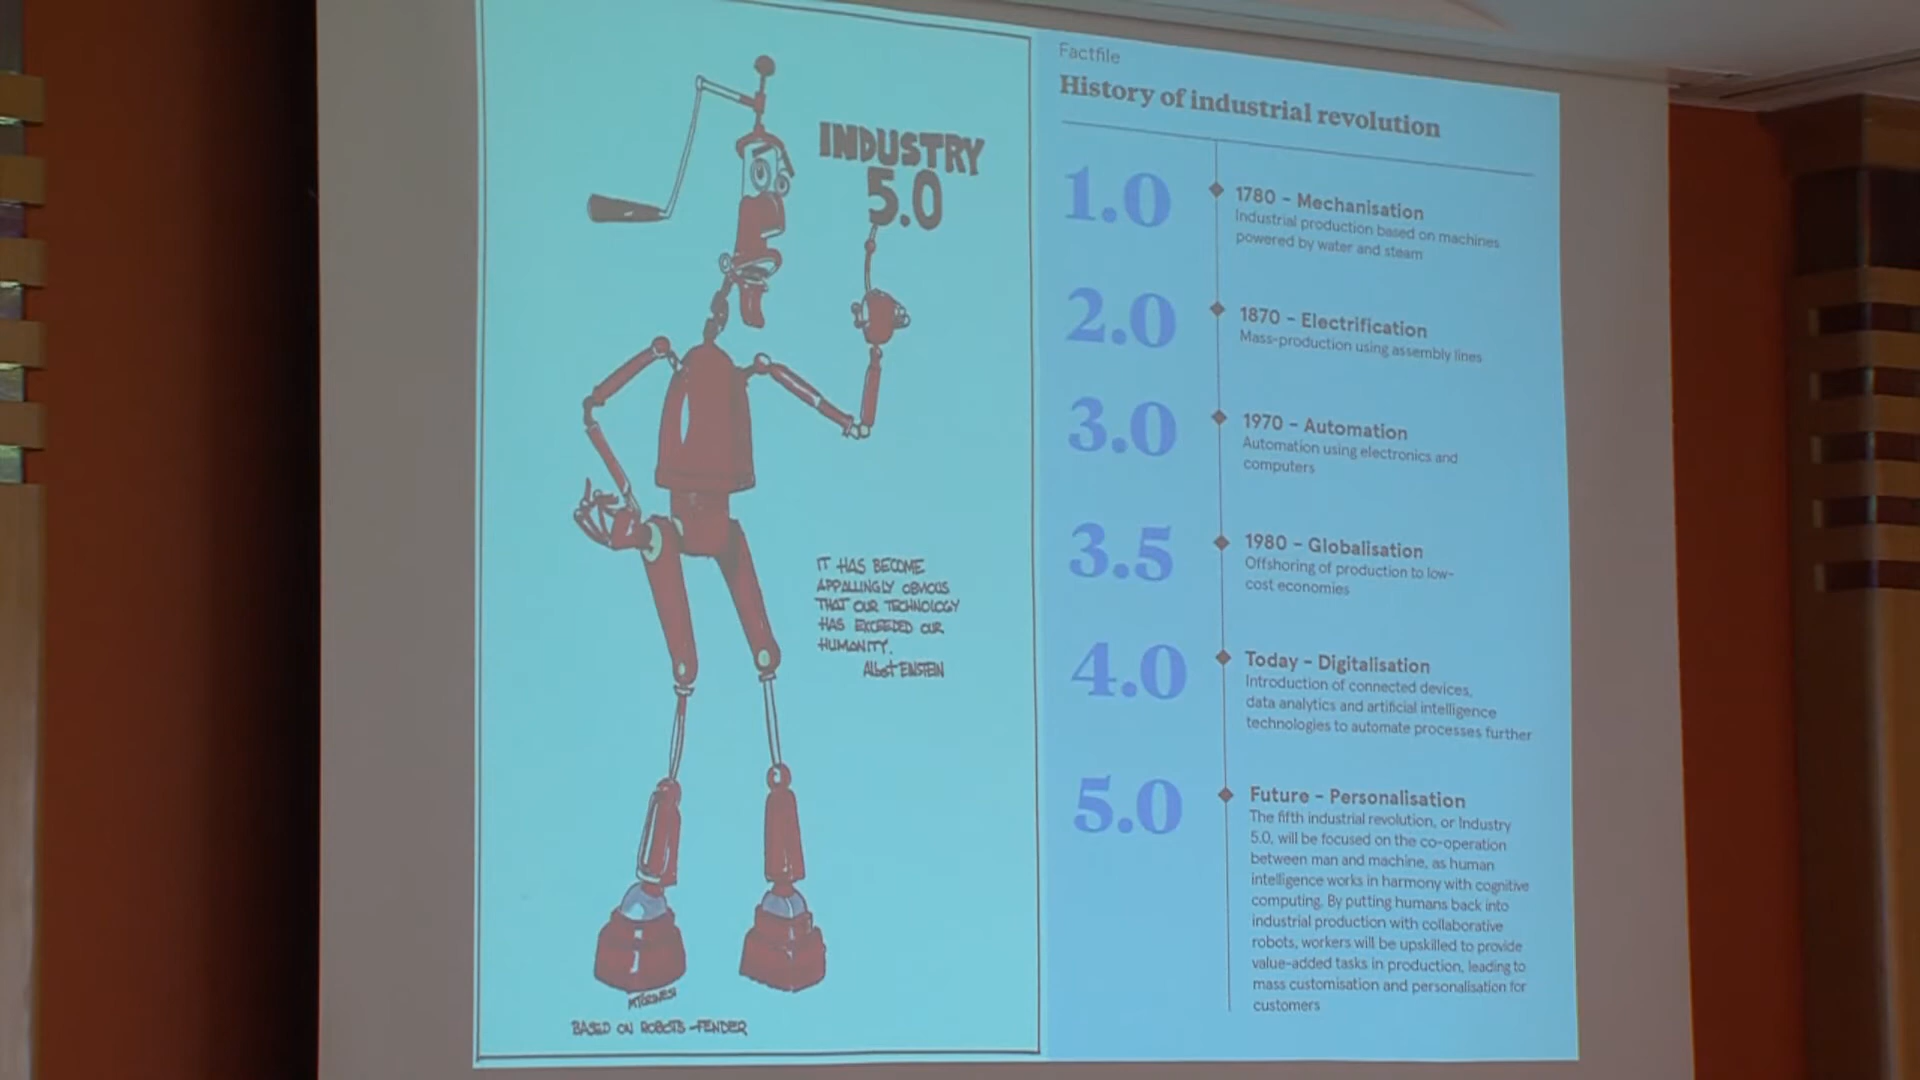 INDUSTRY
5.0
IT HAS BECOME
APPALLINGLY OBVIOUS
THAT OUR TECHNOLOGY
HAS EXCEEDED OUR
HUMANITY.
Albert EINSTEIN
BASED ON ROBOTS-FENDER
Factfile
History of industrial revolution
1.0
1780 - Mechanisation
Industrial production based on machines
powered by water and steam
2.0
1870 - Electrification
Mass-production using assembly lines
3.0
1970 - Automation
Automation using electronics and
computers
3.5
1980 - Globalisation
Offshoring of production to low-
cost economies
4.0
Today - Digitalisation
Introduction of connected devices,
data analytics and artificial intelligence
technologies to automate processes further
5.0
Future - Personalisation
The fifth industrial revolution, or Industry
5.0, will be focused on the co-operation
between man and machine, as human
intelligence works in harmony with cognitive
computing. By putting humans back into
industrial production with collaborative
robots, workers will be upskilled to provide
value-added tasks in production, leading to
mass customisation and personalisation for
customers